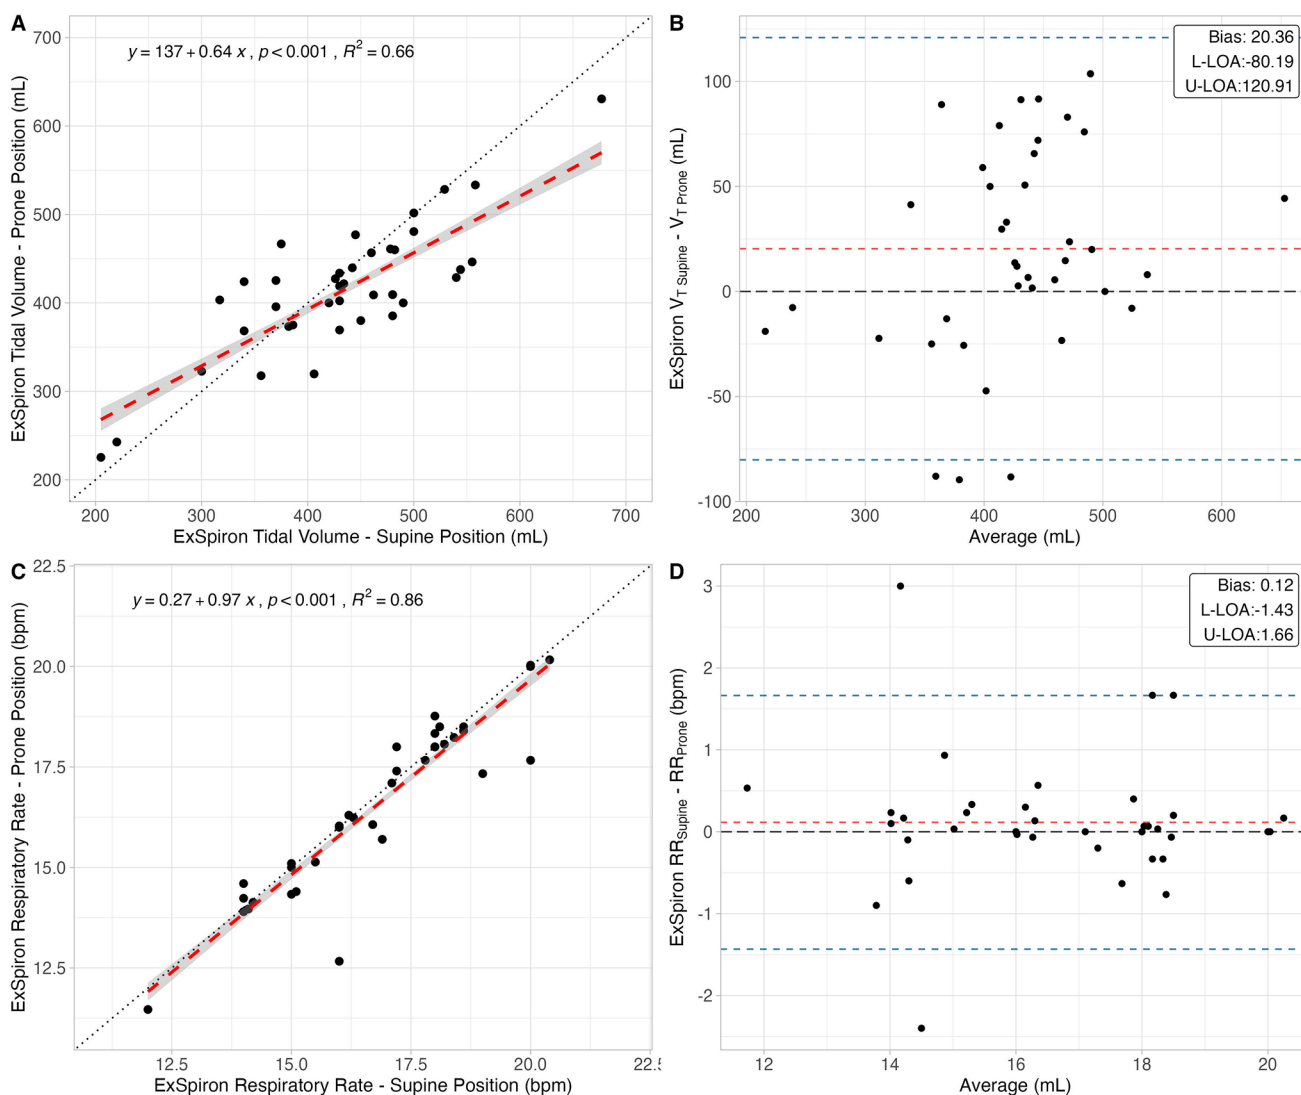 A
y = 137 + 0.64 x , p < 0.001 , R² = 0.66
ExSpiron Tidal Volume - Prone Position (mL)
700
600
500
400
300
200
200 300 400 500 600 700
ExSpiron Tidal Volume - Supine Position (mL)
B
Bias: 20.36
L-LOA:-80.19
U-LOA:120.91
ExSpiron V_T Supine - V_T Prone (mL)
100
50
0
-50
-100
200 300 400 500 600
Average (mL)
C
y = 0.27 + 0.97 x , p < 0.001 , R² = 0.86
ExSpiron Respiratory Rate - Prone Position (bpm)
22.5
20.0
17.5
15.0
12.5
12.5 15.0 17.5 20.0 22.5
ExSpiron Respiratory Rate - Supine Position (bpm)
D
Bias: 0.12
L-LOA:-1.43
U-LOA:1.66
ExSpiron RR_Supine - RR_Prone (bpm)
3
2
1
0
-1
-2
12 14 16 18 20
Average (mL)